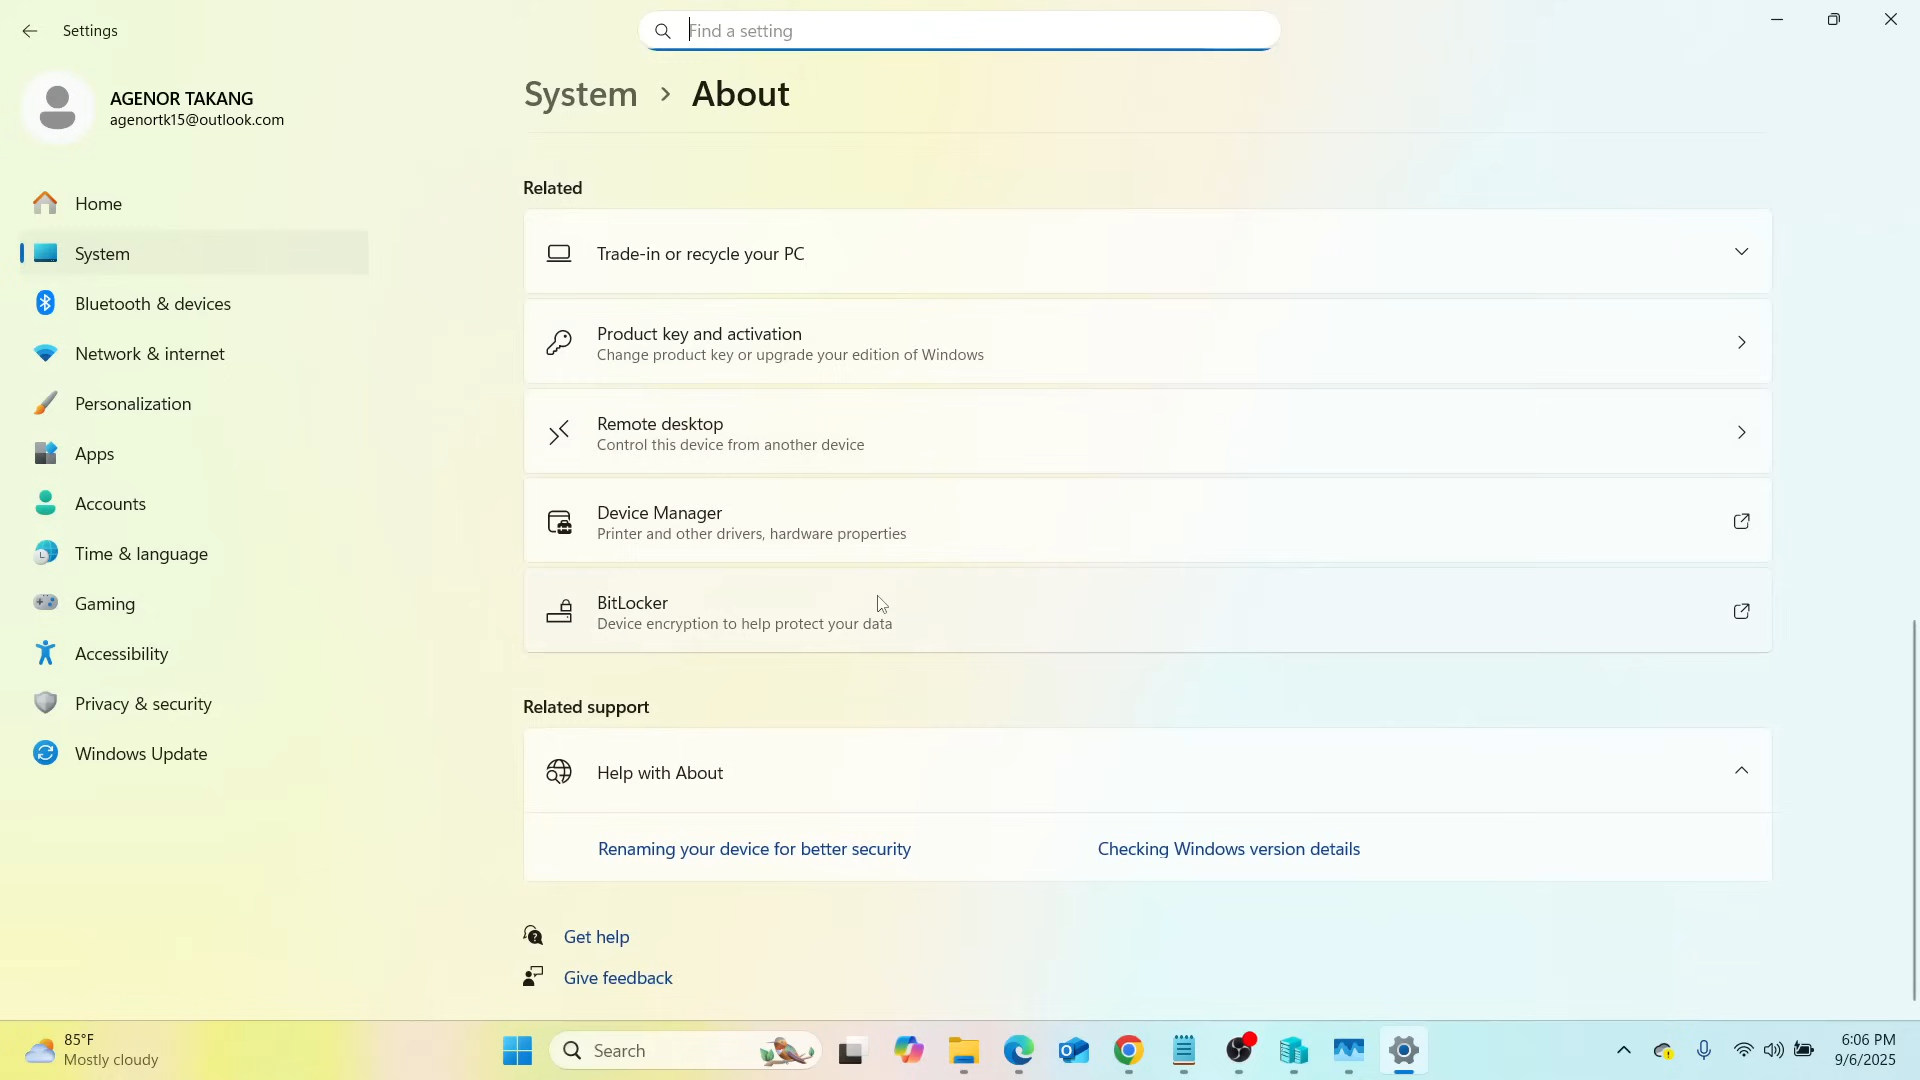 Settings
Find a setting
AGENOR TAKANG
agenortk15@outlook.com
Home
System
Bluetooth & devices
Network & internet
Personalization
Apps
Accounts
Time & language
Gaming
Accessibility
Privacy & security
Windows Update
System > About
Related
Trade-in or recycle your PC
Product key and activation
Change product key or upgrade your edition of Windows
Remote desktop
Control this device from another device
Device Manager
Printer and other drivers, hardware properties
BitLocker
Device encryption to help protect your data
Related support
Help with About
Renaming your device for better security
Checking Windows version details
Get help
Give feedback
85°F
Mostly cloudy
Search
6:06 PM
9/6/2025